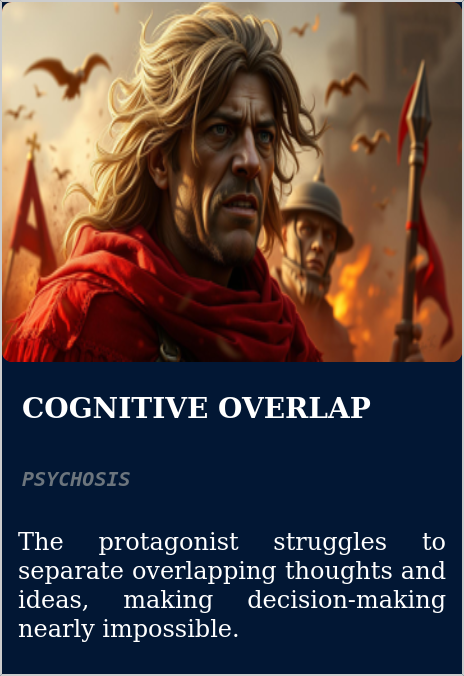 COGNITIVE OVERLAP
PSYCHOSIS
The protagonist struggles to
separate overlapping thoughts and
ideas, making decision-making
nearly impossible.